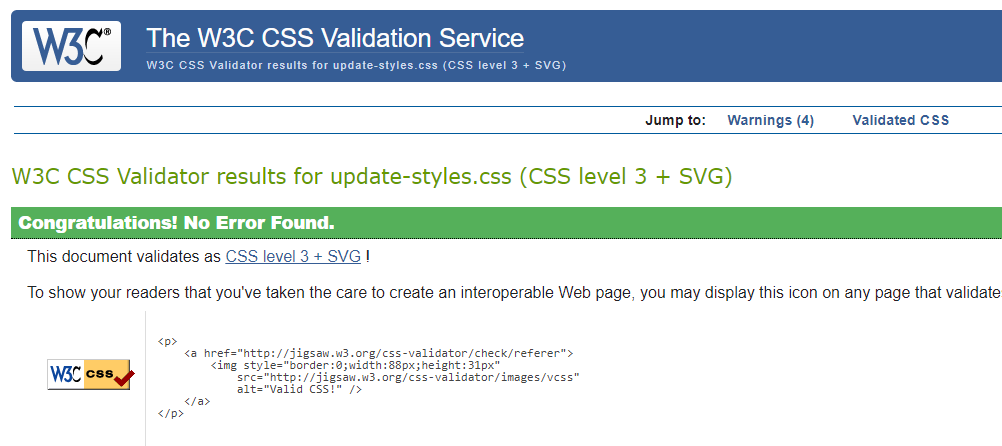 W3C®
The W3C CSS Validation Service
W3C CSS Validator results for update-styles.css (CSS level 3 + SVG)
Jump to: Warnings (4) Validated CSS
W3C CSS Validator results for update-styles.css (CSS level 3 + SVG)
Congratulations! No Error Found.
This document validates as CSS level 3 + SVG !
To show your readers that you've taken the care to create an interoperable Web page, you may display this icon on any page that validate
W3C css
<p>
    <a href="http://jigsaw.w3.org/css-validator/check/referer">
        <img style="border:0;width:88px;height:31px"
            src="http://jigsaw.w3.org/css-validator/images/vcss"
            alt="Valid CSS!" />
    </a>
</p>